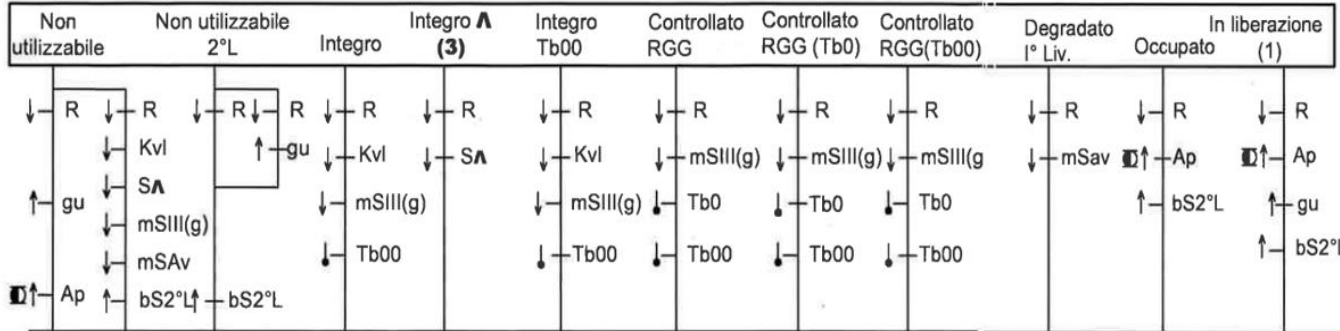 Non utilizzabile
Non utilizzabile 2°L
Integro
Integro Λ (3)
Integro Tb00
Controllato RGG
Controllato RGG (Tb0)
Controllato RGG(Tb00)
Degradato I° Liv.
Occupato
In liberazione (1)
R R R R R R R R R R R R R
Kvl gu Kvl SΛ Kvl mSIII(g) mSIII(g) mSIII(g mSav Ap Ap
SΛ
gu mSIII(g) mSIII(g) Tb0 Tb0 Tb0 bS2°L gu
mSIII(g)
mSAv Tb00 Tb00 Tb00 Tb00 Tb00 bS2°L
Ap bS2°L bS2°L